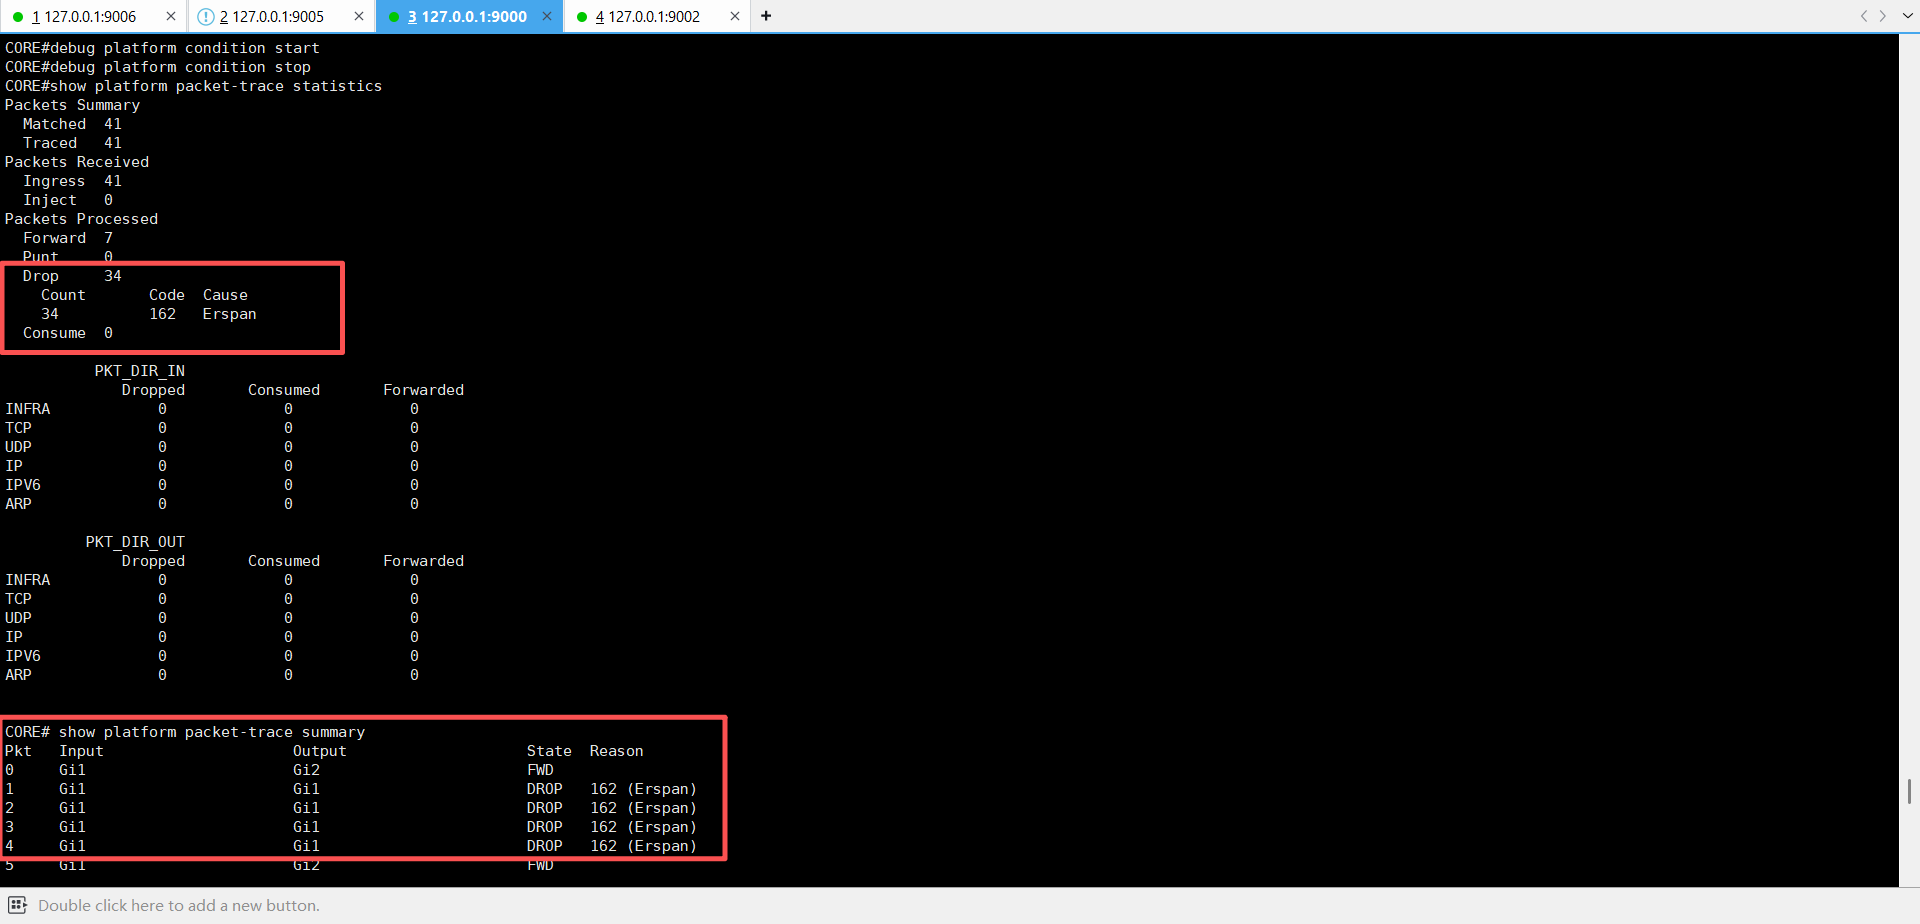 1 127.0.0.1:9006 2 127.0.0.1:9005 3 127.0.0.1:9000 4 127.0.0.1:9002
CORE#debug platform condition start
CORE#debug platform condition stop
CORE#show platform packet-trace statistics
Packets Summary
  Matched  41
  Traced   41
Packets Received
  Ingress  41
  Inject   0
Packets Processed
  Forward  7
  Punt     0
  Drop     34
    Count       Code  Cause
    34          162   Erspan
  Consume  0
          PKT_DIR_IN
             Dropped       Consumed       Forwarded
INFRA            0             0             0
TCP              0             0             0
UDP              0             0             0
IP               0             0             0
IPV6             0             0             0
ARP              0             0             0
         PKT_DIR_OUT
             Dropped       Consumed       Forwarded
INFRA            0             0             0
TCP              0             0             0
UDP              0             0             0
IP               0             0             0
IPV6             0             0             0
ARP              0             0             0
CORE# show platform packet-trace summary
Pkt   Input                     Output                    State  Reason
0     Gi1                       Gi2                       FWD
1     Gi1                       Gi1                       DROP   162 (Erspan)
2     Gi1                       Gi1                       DROP   162 (Erspan)
3     Gi1                       Gi1                       DROP   162 (Erspan)
4     Gi1                       Gi1                       DROP   162 (Erspan)
5     Gi1                       Gi2                       FWD
Double click here to add a new button.